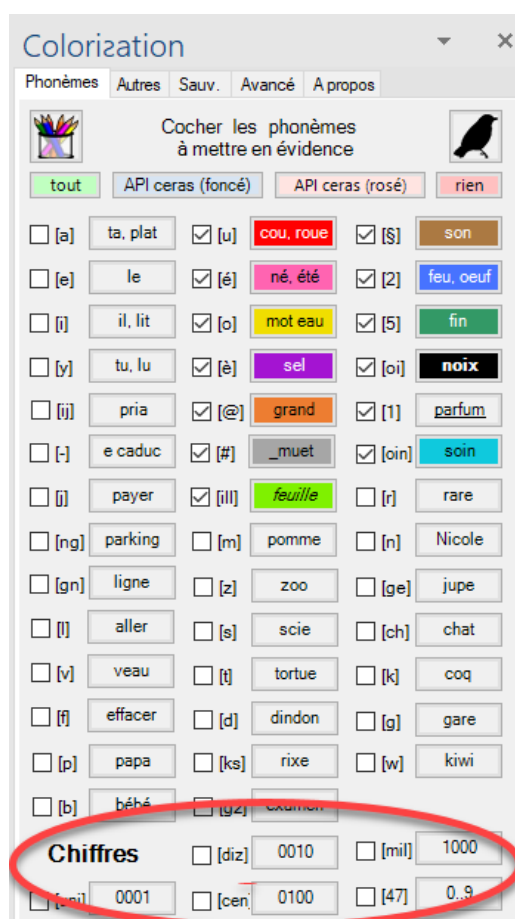 Colorization
Phonèmes Autres Sauv. Avancé A propos
Cocher les phonèmes
à mettre en évidence
tout API ceras (foncé) API ceras (rosé) rien
[a] ta, plat [u] cou, roue [§] son
[e] le [é] né, été [2] feu, oeuf
[i] il, lit [o] mot eau [5] fin
[y] tu, lu [è] sel [oi] noix
[ij] pria [@] grand [1] parfum
[-] e caduc [#] _muet [oin] soin
[j] payer [ill] feuille [r] rare
[ng] parking [m] pomme [n] Nicole
[gn] ligne [z] zoo [ge] jupe
[l] aller [s] scie [ch] chat
[v] veau [t] tortue [k] coq
[f] effacer [d] dindon [g] gare
[p] papa [ks] rixe [w] kiwi
[b] bébé [gz] examen
Chiffres [diz] 0010 [mil] 1000
[uni] 0001 [cen] 0100 [47] 0..9